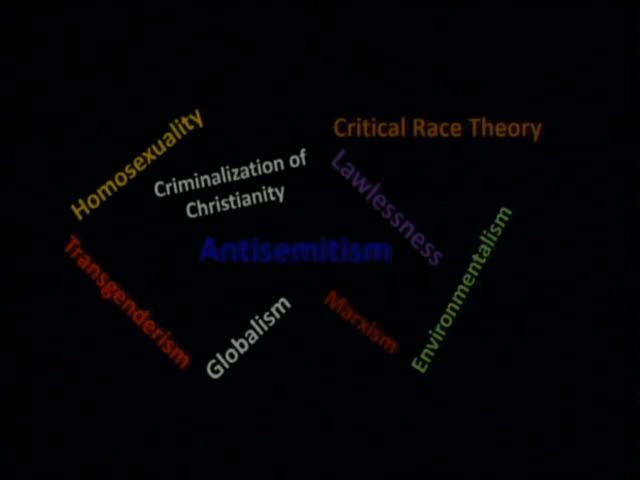 Homosexuality
Critical Race Theory
Criminalization of
Christianity
Lawlessness
Antisemitism
Transgenderism
Globalism
Marxism
Environmentalism